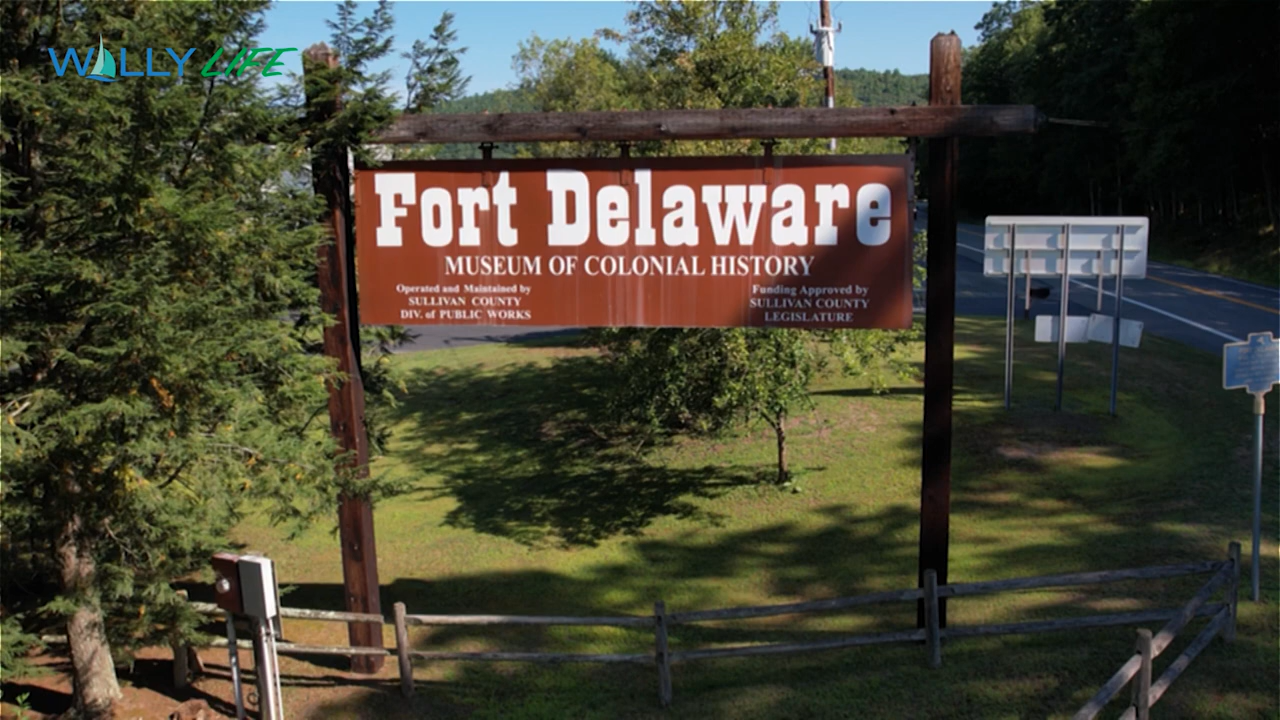 WALLY LIFE
Fort Delaware
MUSEUM OF COLONIAL HISTORY
Operated and Maintained by
SULLIVAN COUNTY
DIV. of PUBLIC WORKS
Funding Approved by
SULLIVAN COUNTY
LEGISLATURE